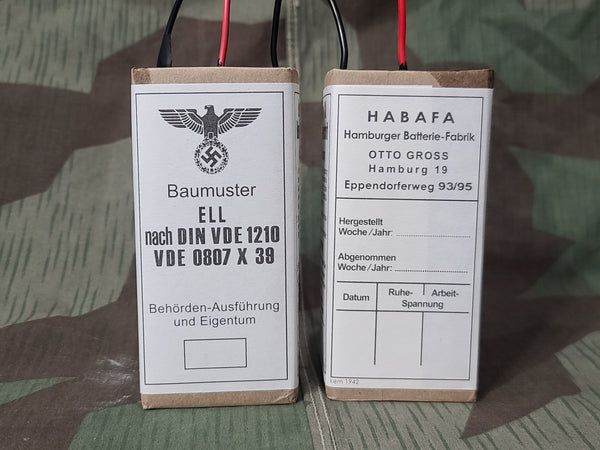 Baumuster
ELL
nach DIN VDE 1210
VDE 0807 X 39
Behörden-Ausführung
und Eigentum
HABAFA
Hamburger Batterie-Fabrik
OTTO GROSS
Hamburg 19
Eppendorferweg 93/95
Hergestellt
Woche/Jahr:
Abgenommen
Woche/Jahr:
Datum Ruhe- Arbeit-
Spannung
1942